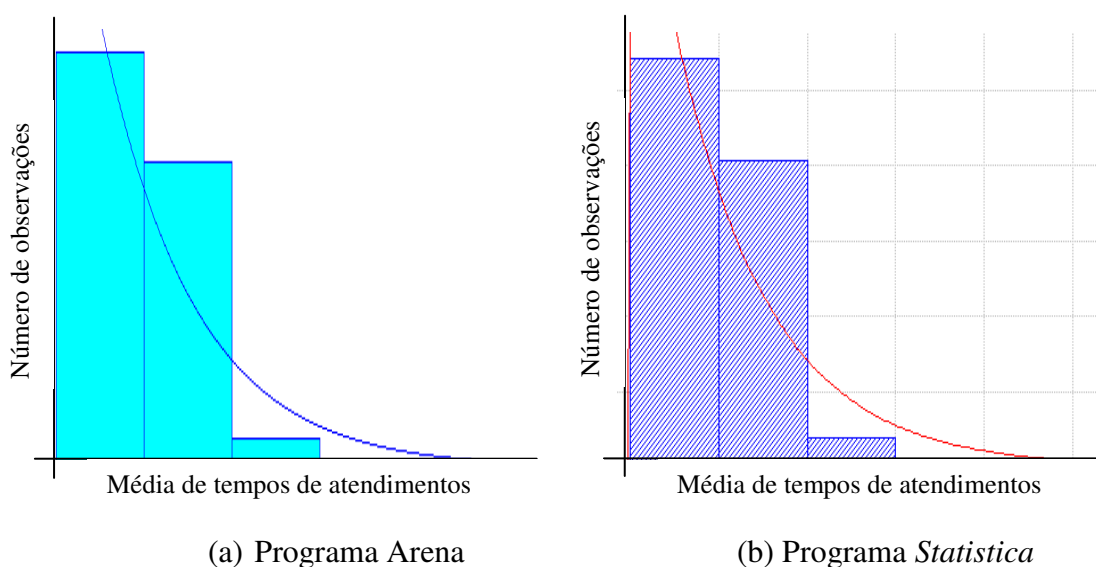 Número de observações
Média de tempos de atendimentos
(a) Programa Arena
Número de observações
Média de tempos de atendimentos
(b) Programa Statistica